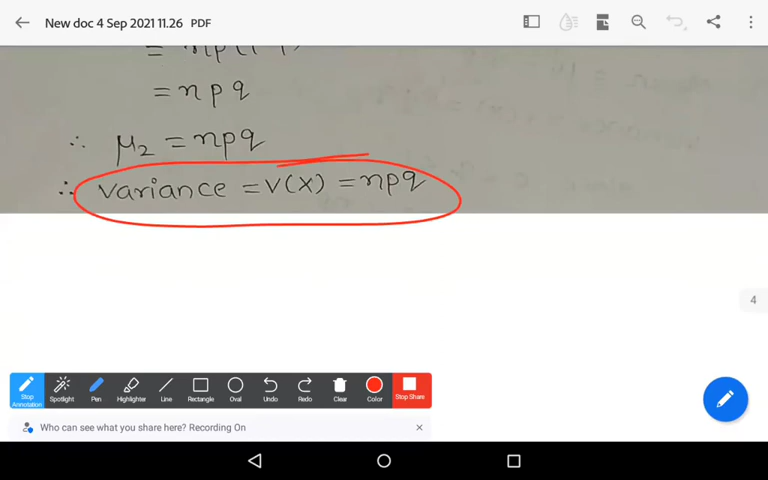 New doc 4 Sep 2021 11.26 PDF
= npq
∴ μ₂ = npq
∴ variance = V(X) = npq
4
Stop Annotation
Spotlight
Pen
Highlighter
Line
Rectangle
Oval
Undo
Redo
Clear
Color
Stop Share
Who can see what you share here? Recording On